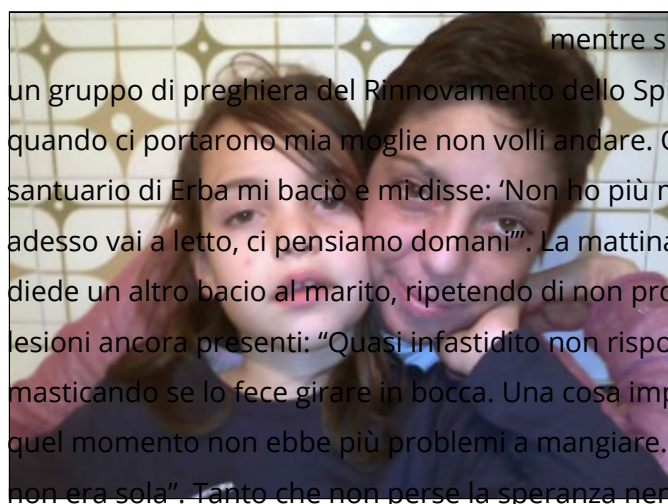 mentre s
un gruppo di preghiera del Rinnovamento dello Sp
quando ci portarono mia moglie non volli andare.
santuario di Erba mi baciò e mi disse: ‘Non ho più
adesso vai a letto, ci pensiamo domani’”. La mattina
diede un altro bacio al marito, ripetendo di non pro
lesioni ancora presenti: “Quasi infastidito non rispo
masticando se lo fece girare in bocca. Una cosa imp
quel momento non ebbe più problemi a mangiare.
non era sola”. Tanto che non perse la speranza